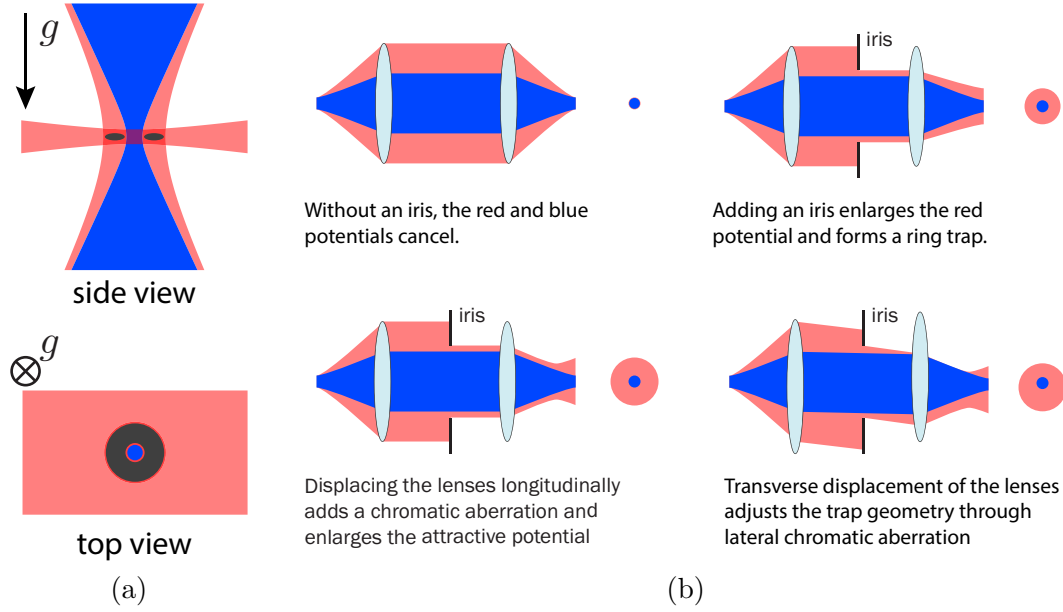 g
side view
g
top view
(a)
Without an iris, the red and blue
potentials cancel.
iris
Adding an iris enlarges the red
potential and forms a ring trap.
iris
Displacing the lenses longitudinally
adds a chromatic aberration and
enlarges the attractive potential
iris
Transverse displacement of the lenses
adjusts the trap geometry through
lateral chromatic aberration
(b)